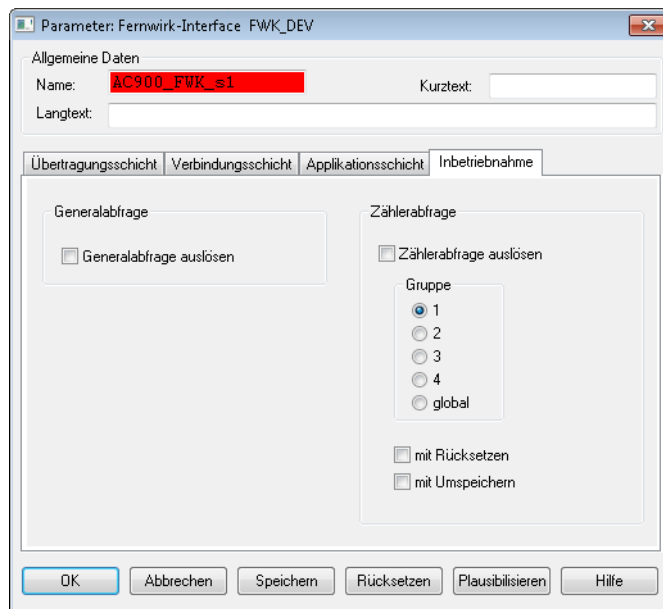 Parameter: Fernwirk-Interface FWK_DEV
Allgemeine Daten
Name: AC900_FWK_s1 Kurztext:
Langtext:
Übertragungsschicht Verbindungsschicht Applikationsschicht Inbetriebnahme
Generalabfrage
Generalabfrage auslösen
Zählerabfrage
Zählerabfrage auslösen
Gruppe
1
2
3
4
global
mit Rücksetzen
mit Umspeichern
OK Abbrechen Speichern Rücksetzen Plausibilisieren Hilfe